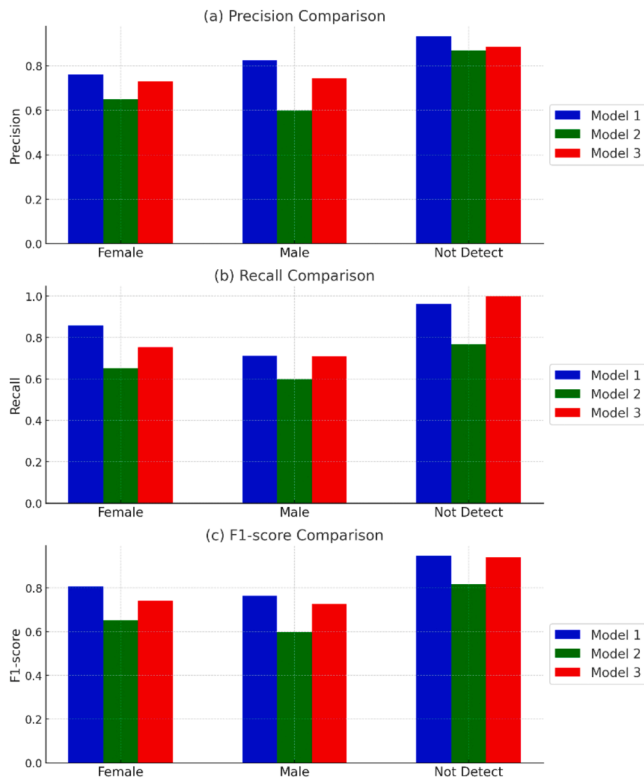 (a) Precision Comparison
0.8
0.6
0.4
0.2
0.0
Precision
Female Male Not Detect
Model 1
Model 2
Model 3
(b) Recall Comparison
1.0
0.8
0.6
0.4
0.2
0.0
Recall
Female Male Not Detect
Model 1
Model 2
Model 3
(c) F1-score Comparison
0.8
0.6
0.4
0.2
0.0
F1-score
Female Male Not Detect
Model 1
Model 2
Model 3